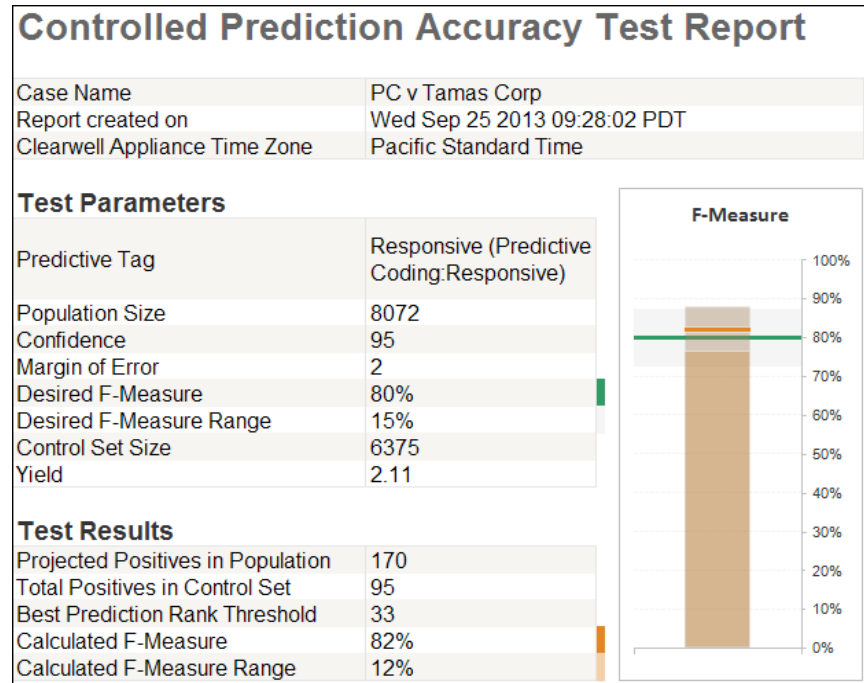 Controlled Prediction Accuracy Test Report
Case Name PC v Tamas Corp
Report created on Wed Sep 25 2013 09:28:02 PDT
Clearwell Appliance Time Zone Pacific Standard Time
Test Parameters
Predictive Tag Responsive (Predictive
Coding:Responsive)
Population Size 8072
Confidence 95
Margin of Error 2
Desired F-Measure 80%
Desired F-Measure Range 15%
Control Set Size 6375
Yield 2.11
Test Results
Projected Positives in Population 170
Total Positives in Control Set 95
Best Prediction Rank Threshold 33
Calculated F-Measure 82%
Calculated F-Measure Range 12%
F-Measure
100%
90%
80%
70%
60%
50%
40%
30%
20%
10%
0%